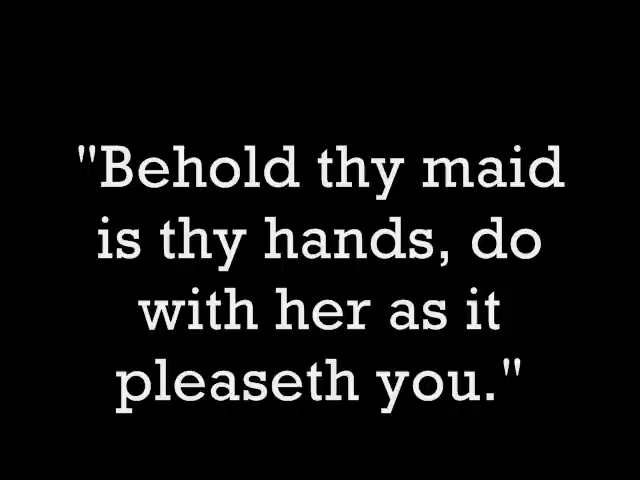 "Behold thy maid
is thy hands, do
with her as it
pleaseth you."